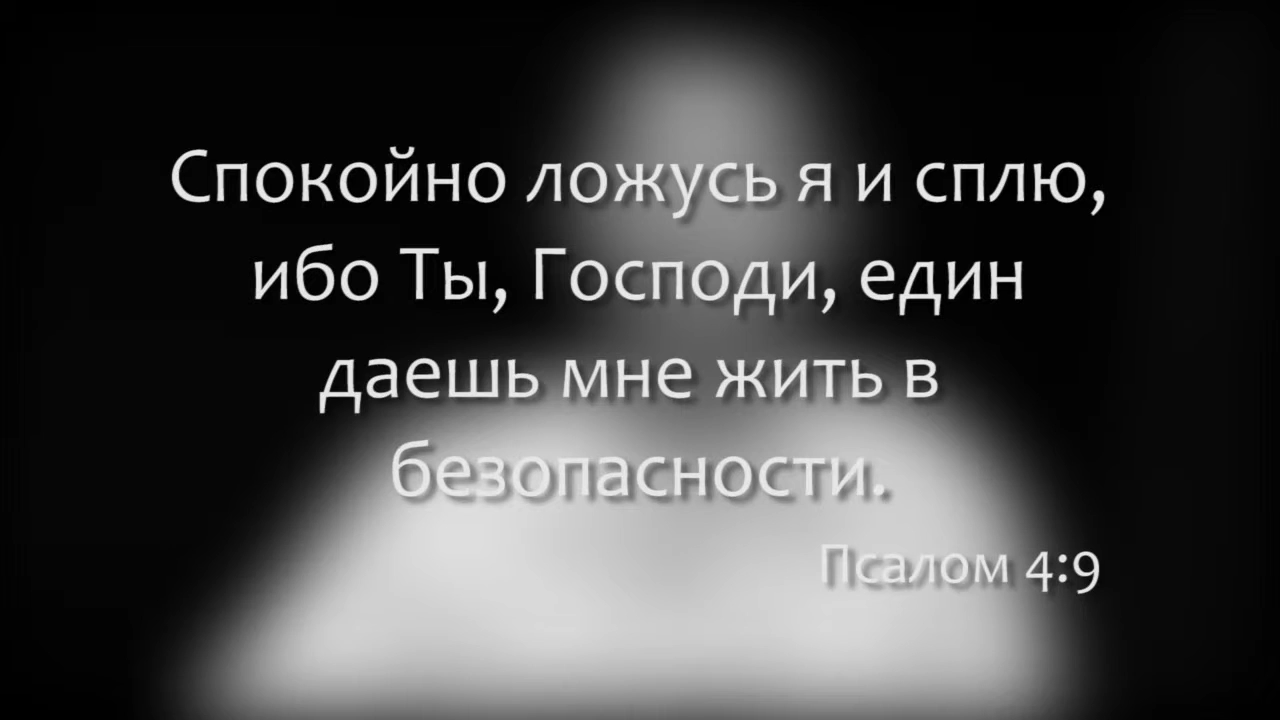 Спокойно ложусь я и сплю,
ибо Ты, Господи, един
даешь мне жить в
безопасности.
Псалом 4:9